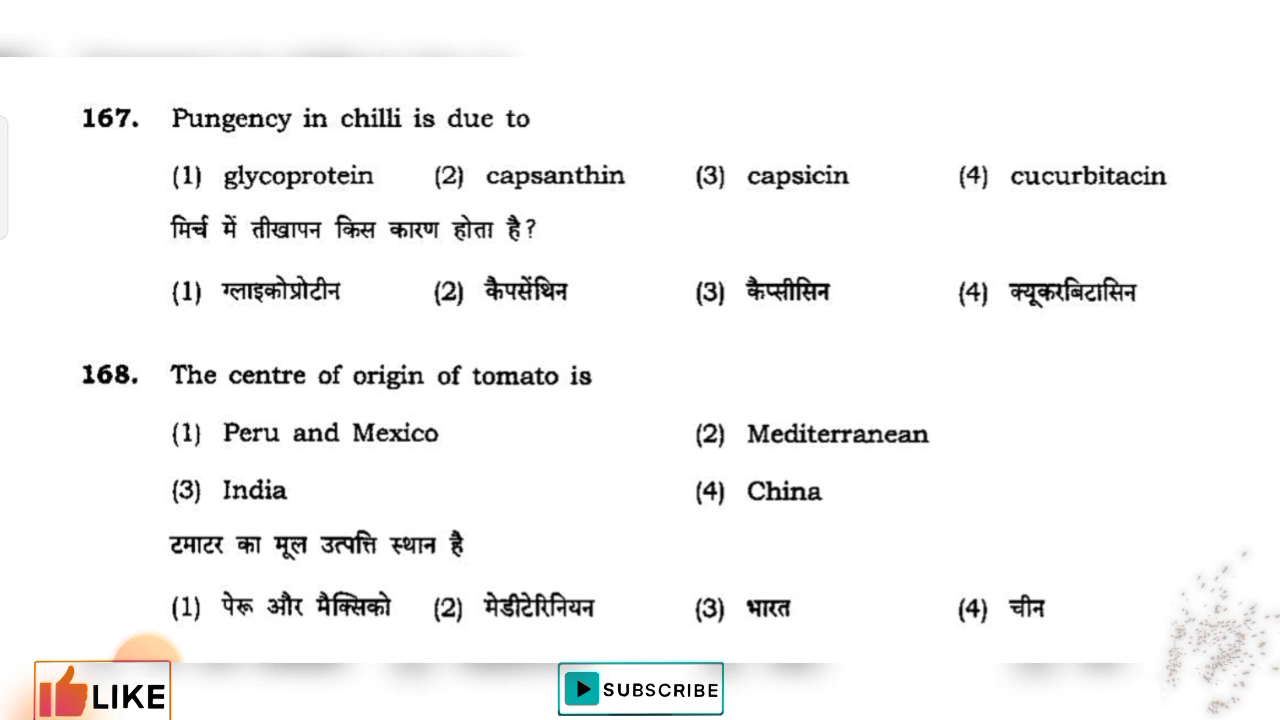 167. Pungency in chilli is due to
(1) glycoprotein (2) capsanthin (3) capsicin (4) cucurbitacin
मिर्च में तीखापन किस कारण होता है?
(1) ग्लाइकोप्रोटीन (2) कैपसेंथिन (3) कैप्सीसिन (4) क्यूकरबिटासिन
168. The centre of origin of tomato is
(1) Peru and Mexico (2) Mediterranean
(3) India (4) China
टमाटर का मूल उत्पत्ति स्थान है
(1) पेरू और मैक्सिको (2) मेडीटेरिनियन (3) भारत (4) चीन
LIKE SUBSCRIBE